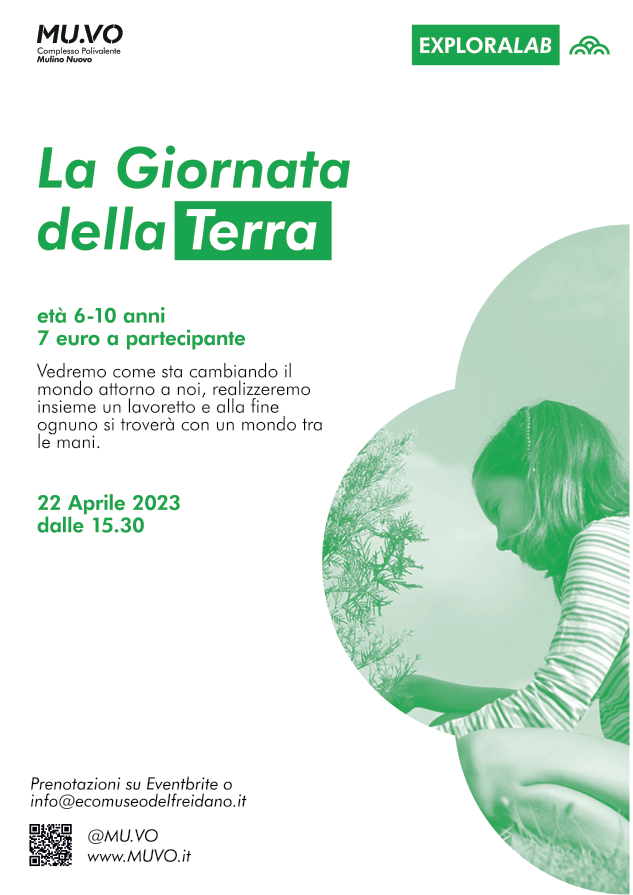 MU.VO
Complesso Polivalente
Mulino Nuovo
EXPLORALAB
La Giornata
della Terra
età 6-10 anni
7 euro a partecipante
Vedremo come sta cambiando il
mondo attorno a noi, realizzeremo
insieme un lavoretto e alla fine
ognuno si troverà con un mondo tra
le mani.
22 Aprile 2023
dalle 15.30
Prenotazioni su Eventbrite o
info@ecomuseodelfreidano.it
@MU.VO
www.MUVO.it